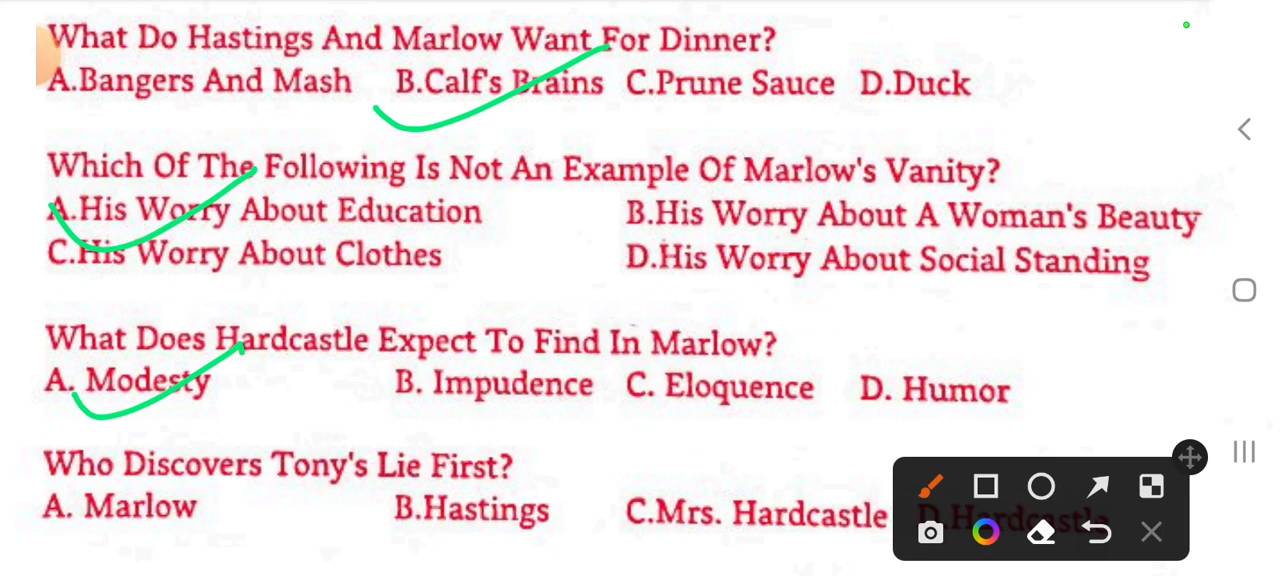 What Do Hastings And Marlow Want For Dinner?
A.Bangers And Mash B.Calf's Brains C.Prune Sauce D.Duck
Which Of The Following Is Not An Example Of Marlow's Vanity?
A.His Worry About Education B.His Worry About A Woman's Beauty
C.His Worry About Clothes D.His Worry About Social Standing
What Does Hardcastle Expect To Find In Marlow?
A. Modesty B. Impudence C. Eloquence D. Humor
Who Discovers Tony's Lie First?
A. Marlow B.Hastings C.Mrs. Hardcastle D.Hardcastle